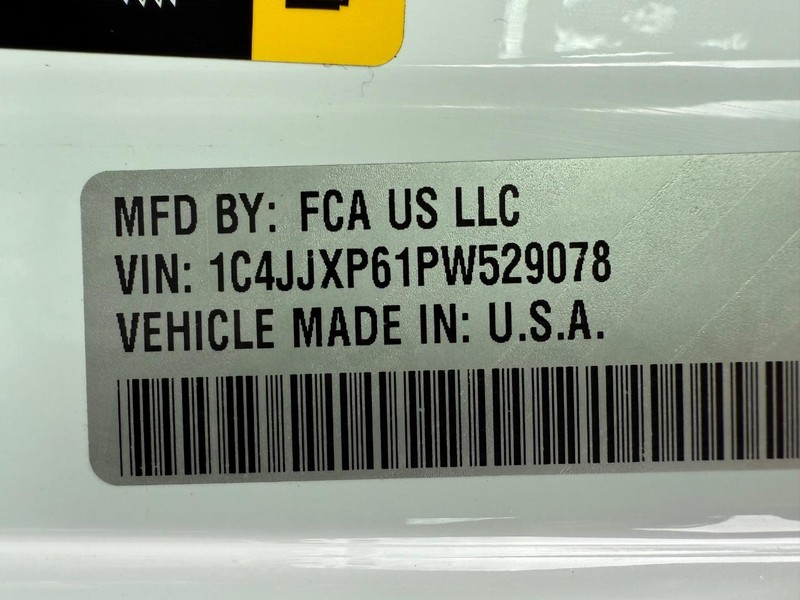 MFD BY: FCA US LLC
VIN: 1C4JJXP61PW529078
VEHICLE MADE IN: U.S.A.